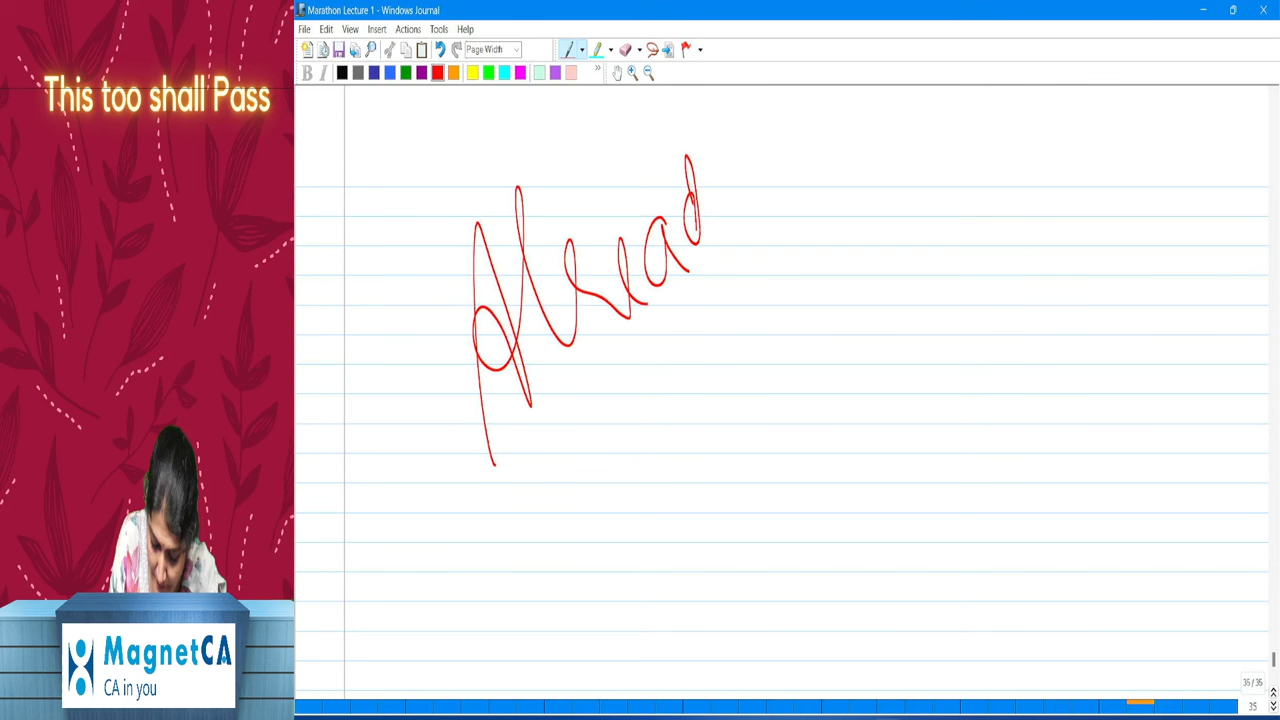 Marathon Lecture 1 - Windows Journal
File Edit View Insert Actions Tools Help
Page Width
B I
This too shall Pass
MagnetCA
CA in you
35 / 35
35